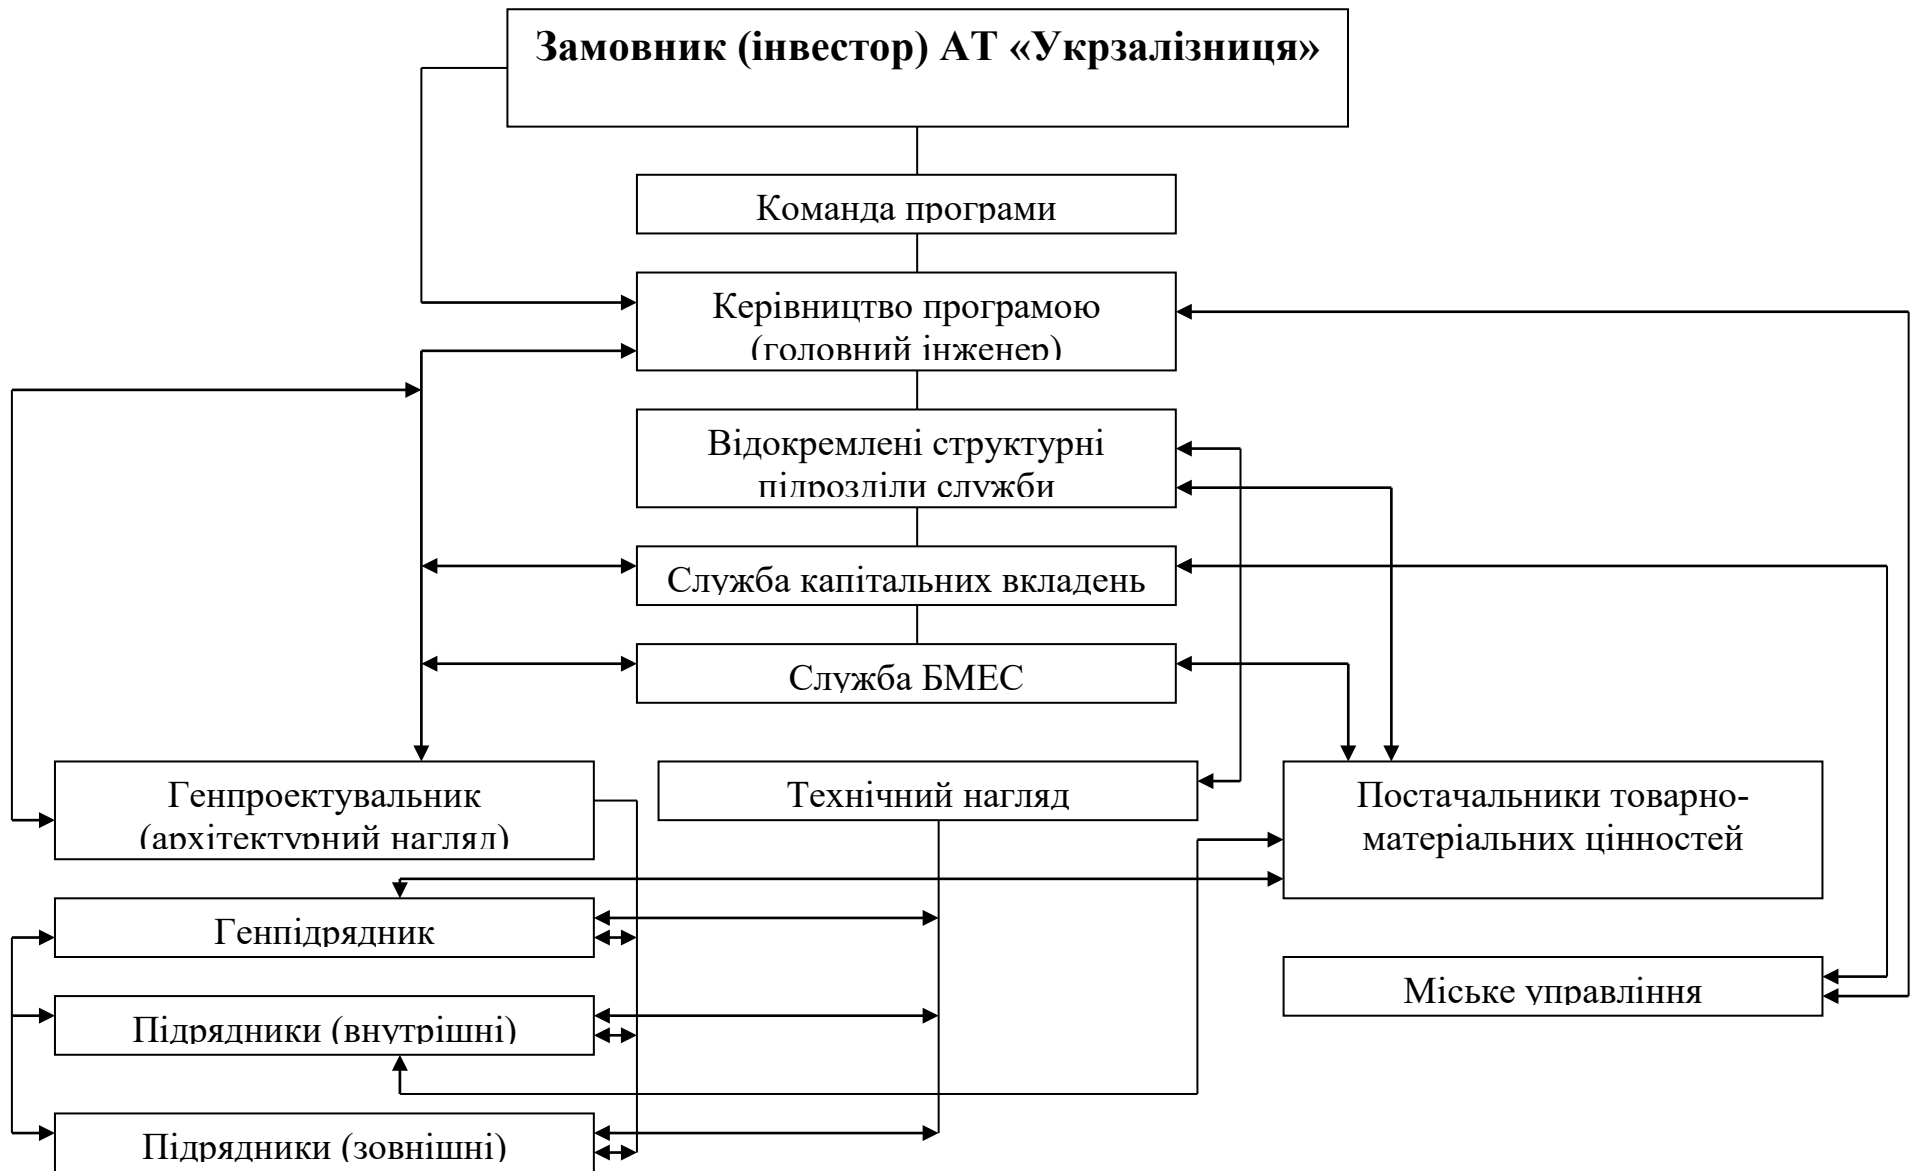 Замовник (інвестор) АТ «Укрзалізниця»
Команда програми
Керівництво програмою
(головний інженер)
Відокремлені структурні
підрозділи служби
Служба капітальних вкладень
Служба БМЕС
Генпроектувальник
(архітектурний нагляд)
Технічний нагляд
Постачальники товарно-
матеріальних цінностей
Генпідрядник
Міське управління
Підрядники (внутрішні)
Підрядники (зовнішні)